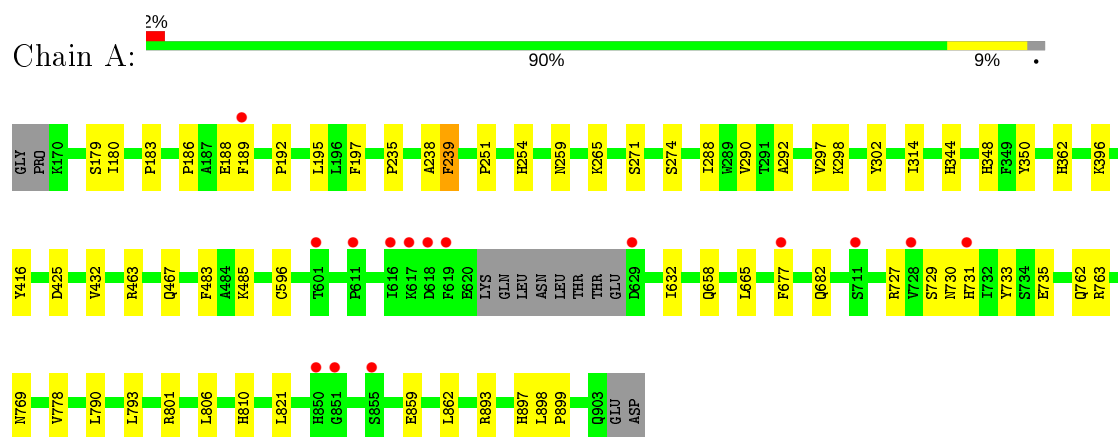 2%
Chain A:
90% 9% •
GLY PRO K170 S179 I180 P183 P186 A187 E188 F189 P192 L195 L196 F197 P235 A238 F239 P251 H254 N259 K265 S271 S274 I288 W289 V290 T291 A292 V297 K298 Y302 I314 H344 H348 F349 Y350 H362 K396
Y416 D425 V432 R463 Q467 F483 A484 K485 C596 T601 P611 I616 K617 D618 F619 E620 LYS GLN LEU ASN LEU THR THR GLU D629 I632 Q658 L665 F677 Q682 S711 R727 V728 S729 N730 H731 I732 Y733 S734 E735 Q762 R763
N769 V778 L790 L793 R801 L806 H810 L821 H850 G851 S855 E859 L862 R893 H897 L898 P899 Q903 GLU ASP